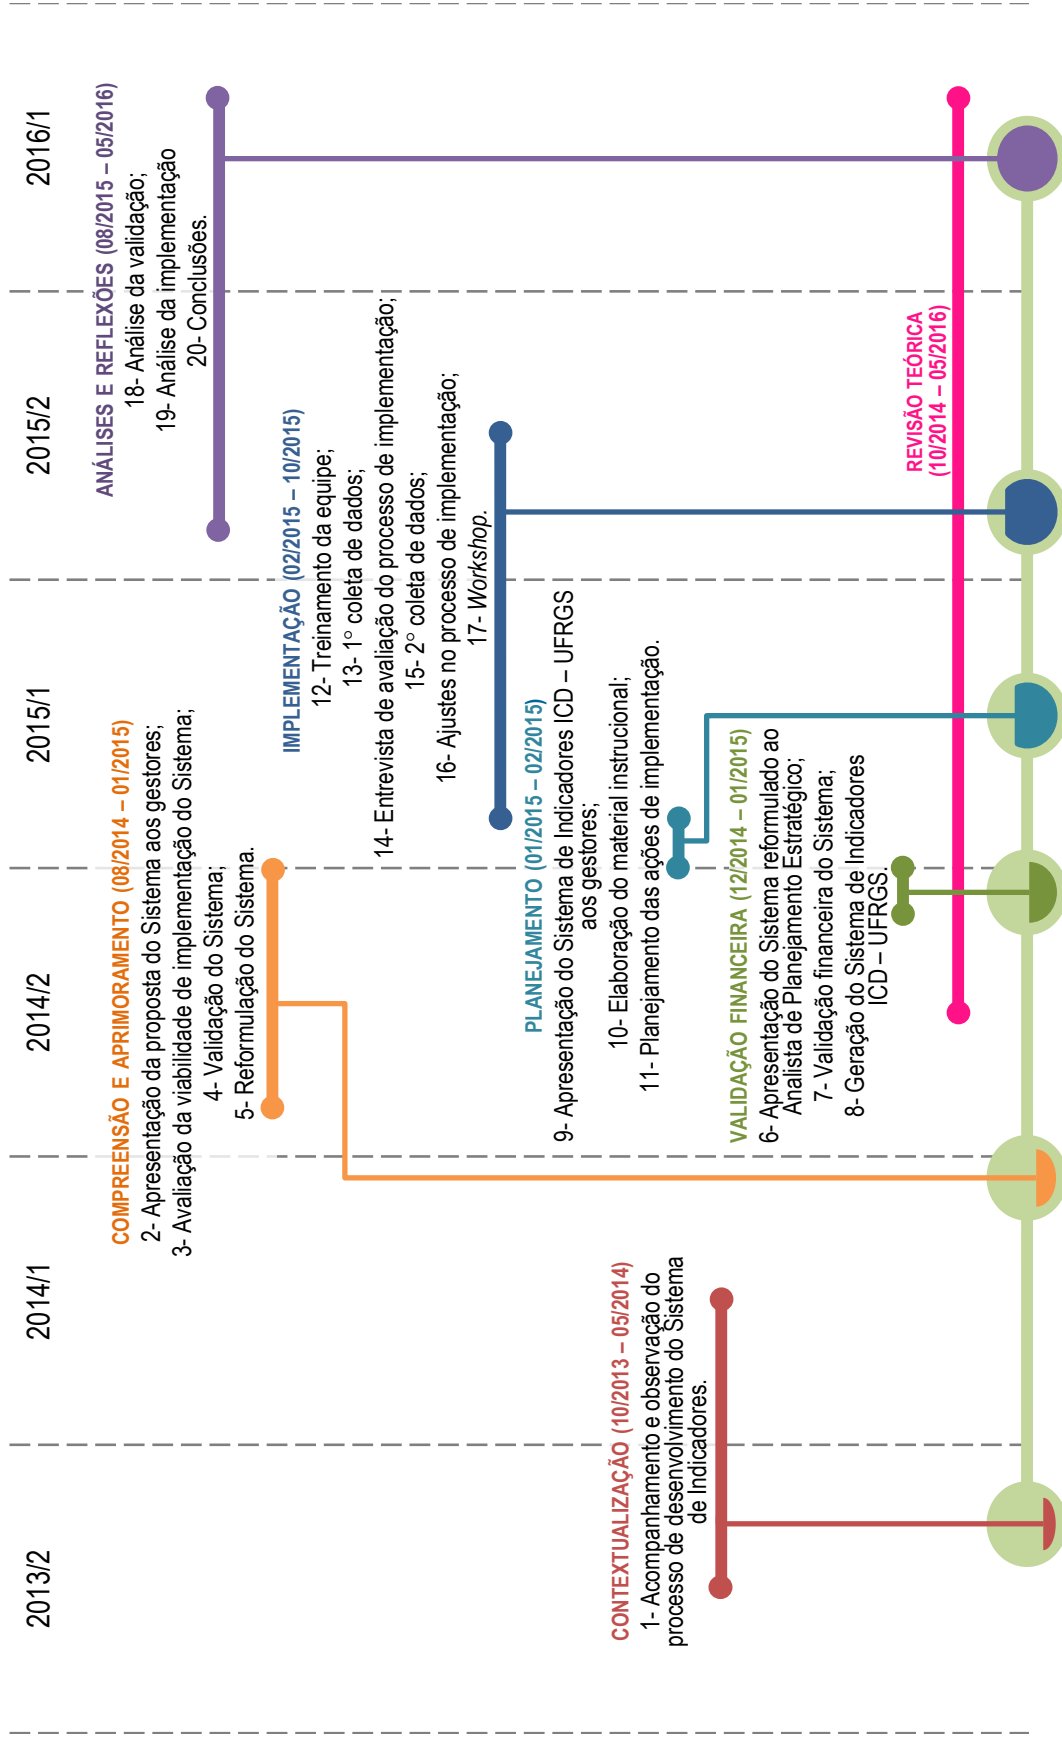 2013/2
2014/1
2014/2
2015/1
2015/2
2016/1
ANÁLISES E REFLEXÕES (08/2015 – 05/2016)
18- Análise da validação;
19- Análise da implementação
20- Conclusões.
COMPREENSÃO E APRIMORAMENTO (08/2014 – 01/2015)
2- Apresentação da proposta do Sistema aos gestores;
3- Avaliação da viabilidade de implementação do Sistema;
4- Validação do Sistema;
5- Reformulação do Sistema.
IMPLEMENTAÇÃO (02/2015 – 10/2015)
12- Treinamento da equipe;
13- 1° coleta de dados;
14- Entrevista de avaliação do processo de implementação;
15- 2° coleta de dados;
16- Ajustes no processo de implementação;
17- Workshop.
PLANEJAMENTO (01/2015 – 02/2015)
9- Apresentação do Sistema de Indicadores ICD – UFRGS
aos gestores;
10- Elaboração do material instrucional;
11- Planejamento das ações de implementação.
CONTEXTUALIZAÇÃO (10/2013 – 05/2014)
1- Acompanhamento e observação do
processo de desenvolvimento do Sistema
de Indicadores.
VALIDAÇÃO FINANCEIRA (12/2014 – 01/2015)
6- Apresentação do Sistema reformulado ao
Analista de Planejamento Estratégico;
7- Validação financeira do Sistema;
8- Geração do Sistema de Indicadores
ICD – UFRGS.
REVISÃO TEÓRICA
(10/2014 – 05/2016)